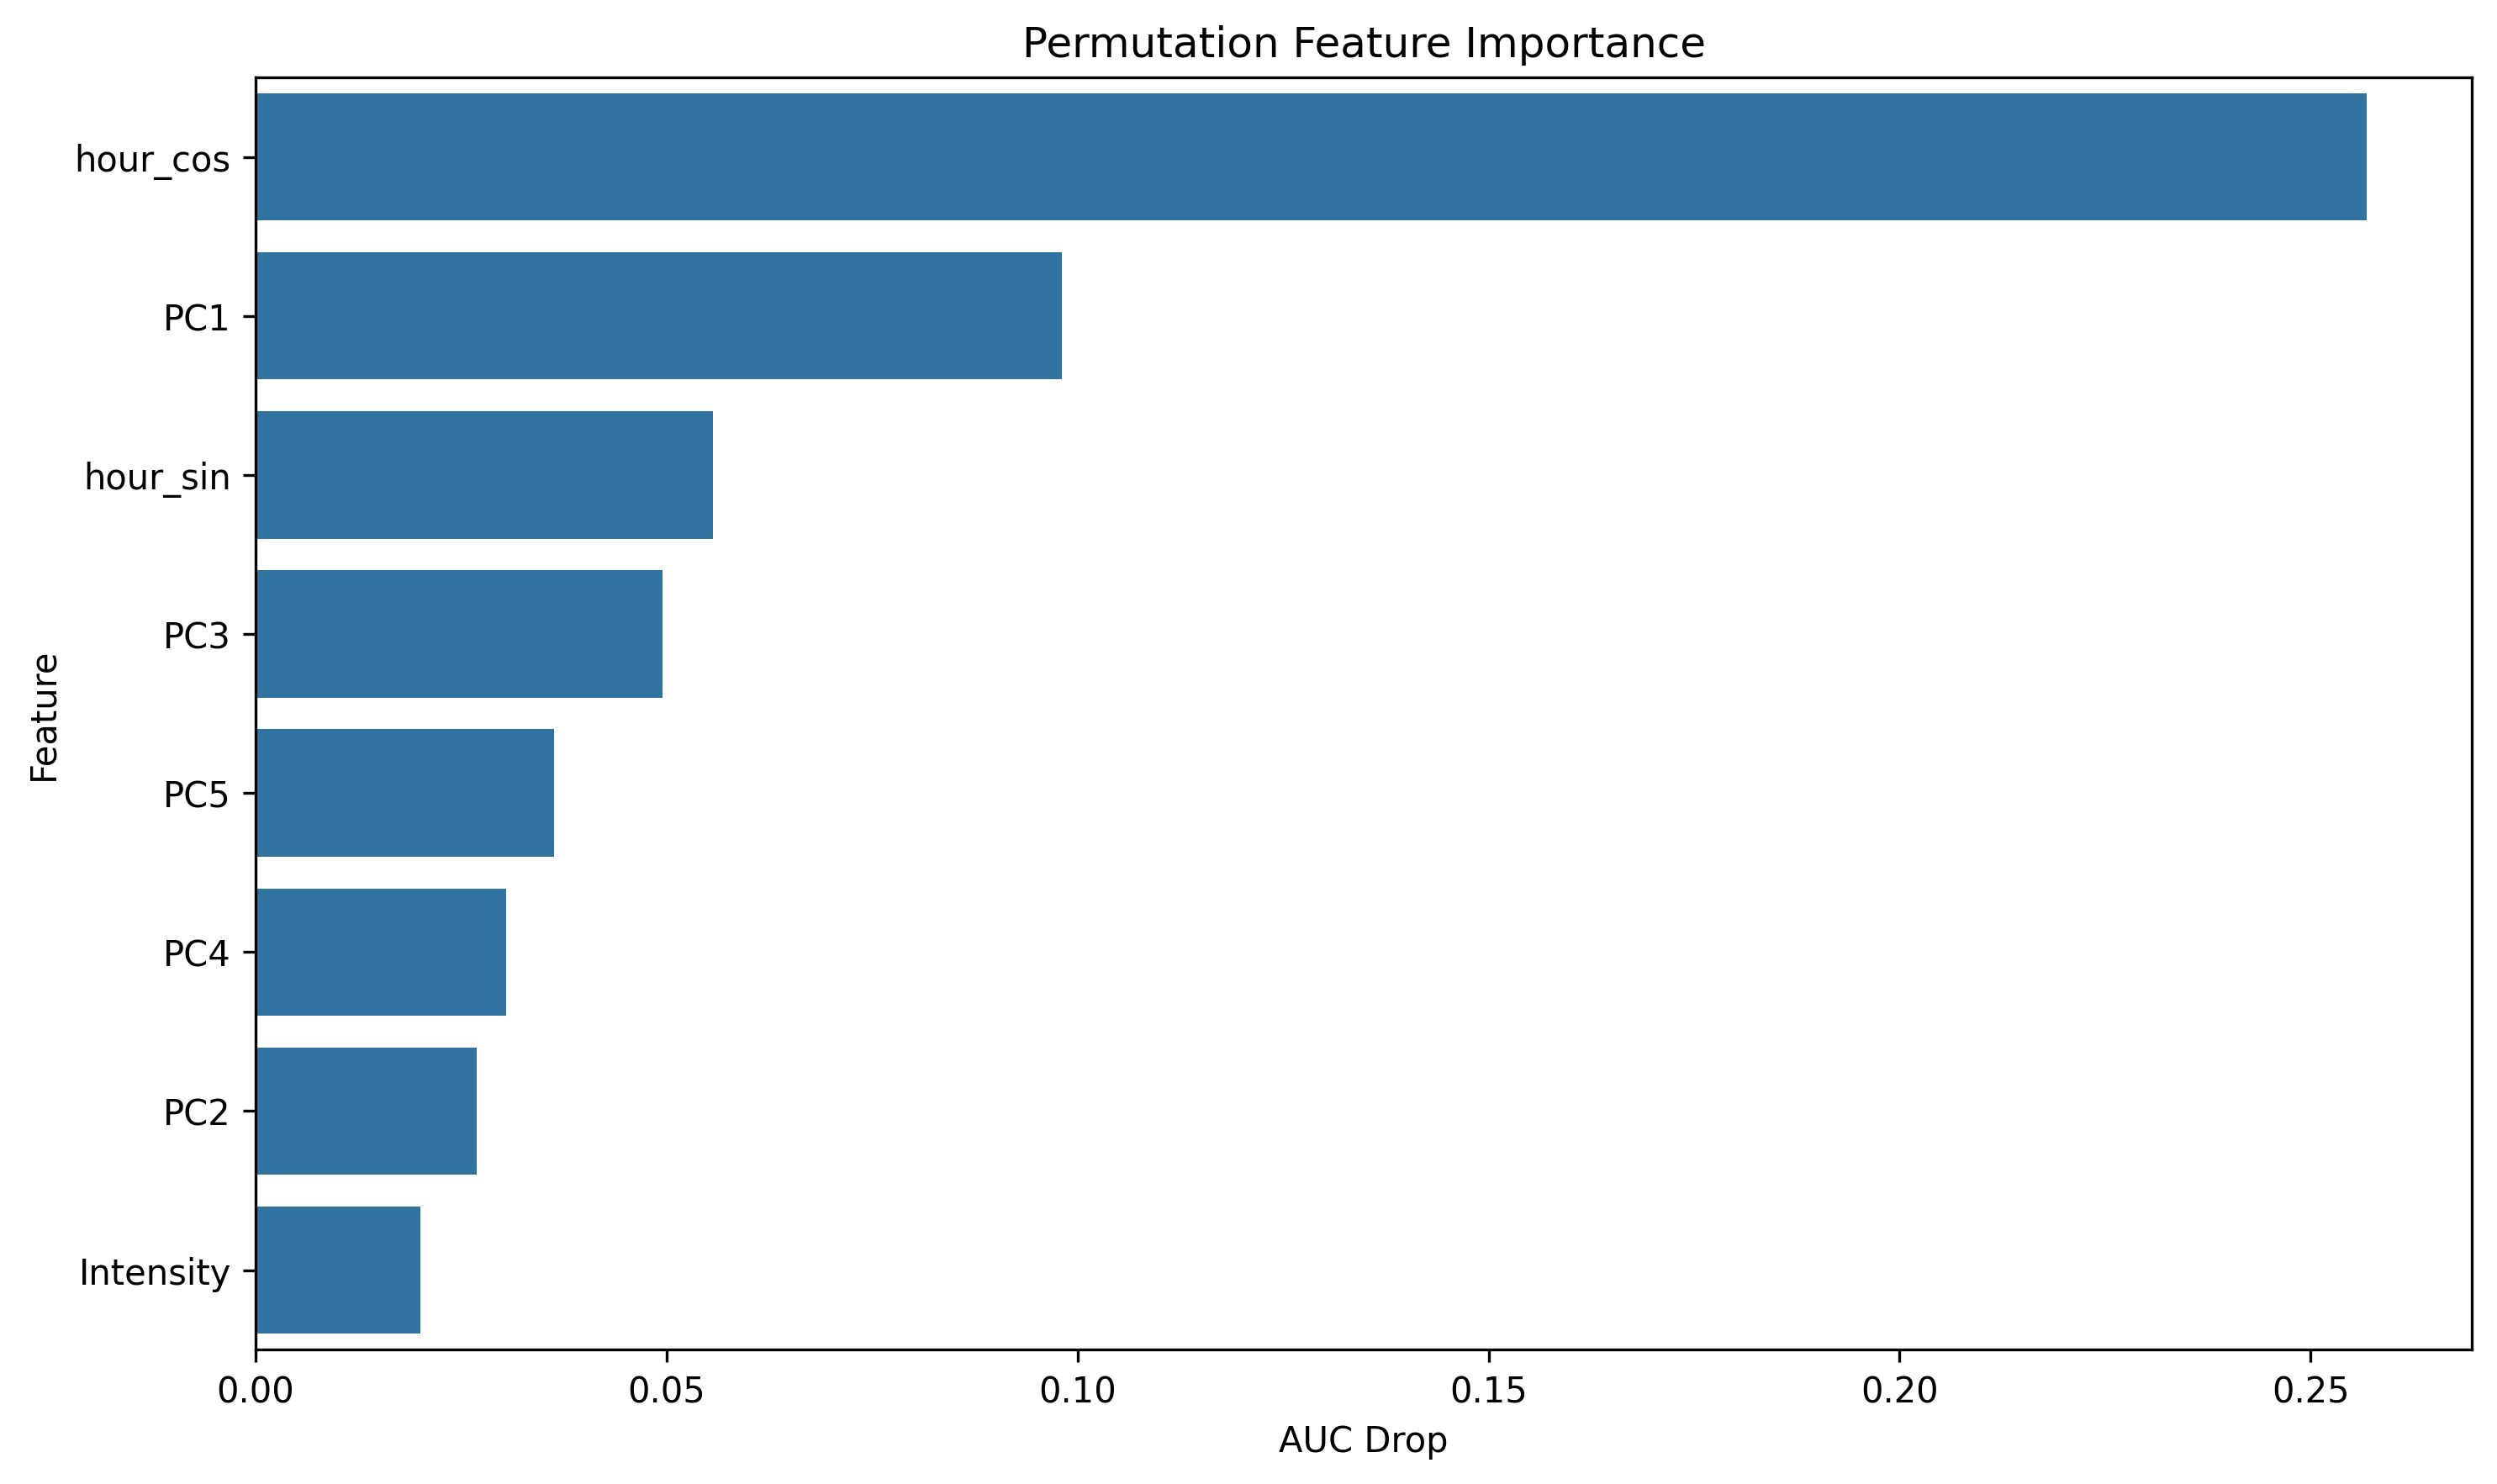 Permutation Feature Importance
hour_cos
PC1
hour_sin
PC3
PC5
PC4
PC2
Intensity
Feature
0.00 0.05 0.10 0.15 0.20 0.25
AUC Drop